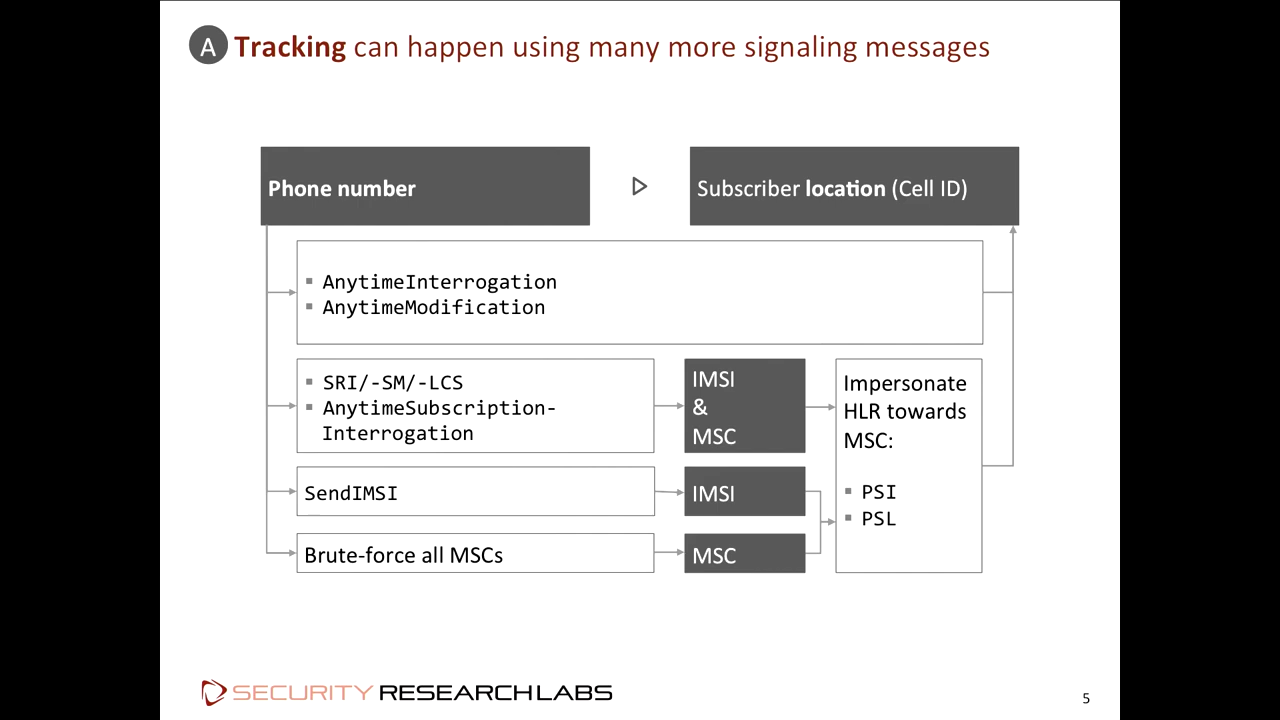 A Tracking can happen using many more signaling messages
Phone number
Subscriber location (Cell ID)
▪ AnytimeInterrogation
▪ AnytimeModification
▪ SRI/-SM/-LCS
▪ AnytimeSubscription-
Interrogation
IMSI
&
MSC
Impersonate
HLR towards
MSC:
▪ PSI
▪ PSL
SendIMSI
IMSI
Brute-force all MSCs
MSC
SECURITY RESEARCH LABS
5